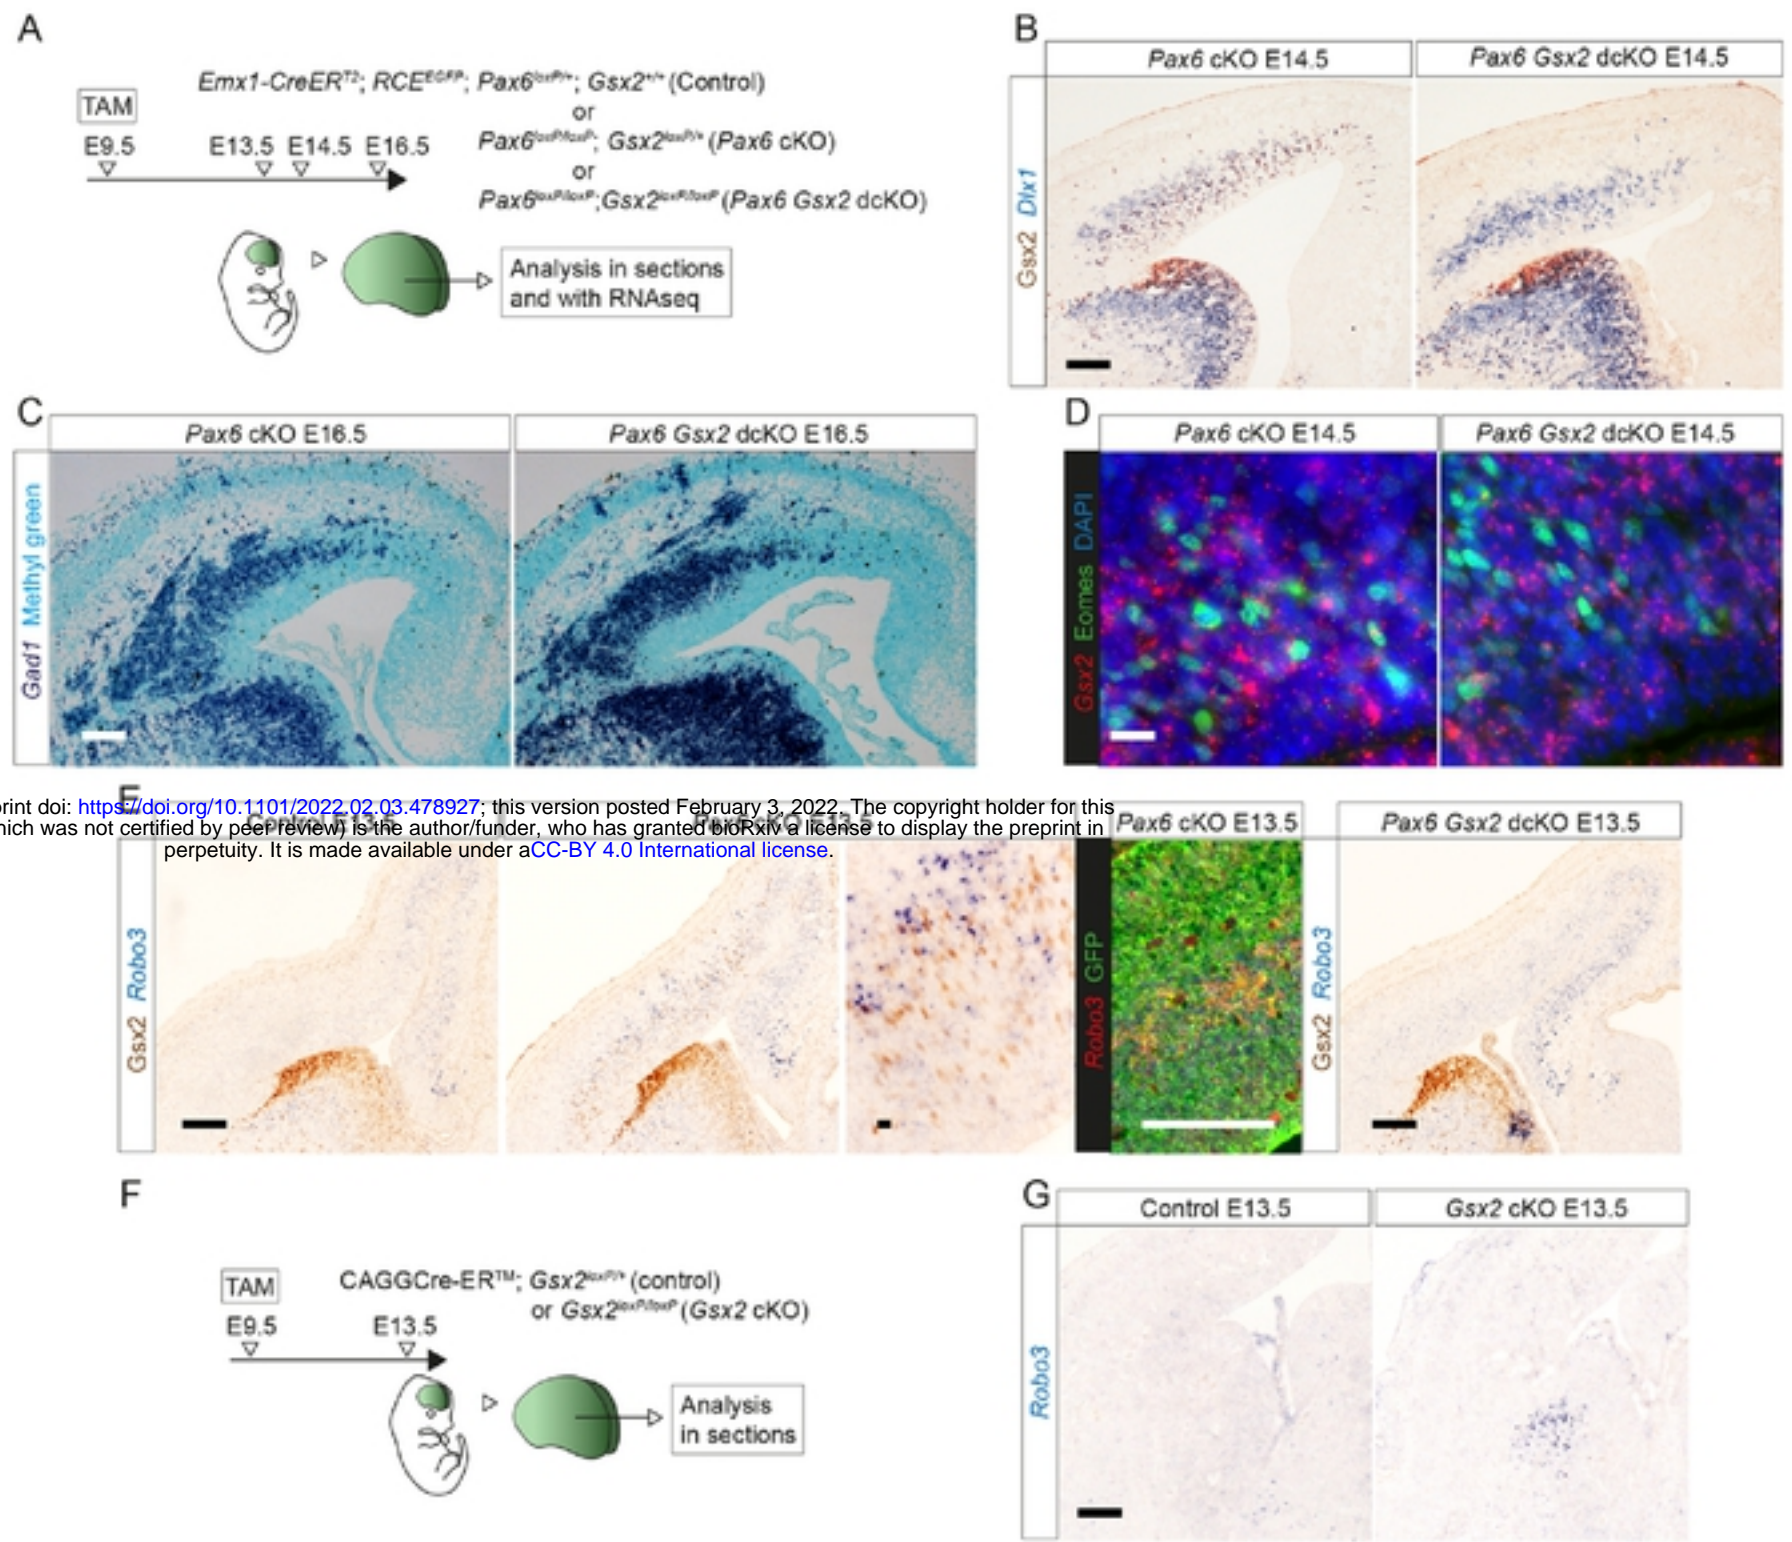 A
TAM
E9.5
E13.5 E14.5 E16.5
Emx1-CreER^T2; RCE^EGFP; Pax6^loxP/+; Gsx2^+/+ (Control)
or
Pax6^loxP/loxP; Gsx2^loxP/+ (Pax6 cKO)
or
Pax6^loxP/loxP;Gsx2^loxP/loxP (Pax6 Gsx2 dcKO)
Analysis in sections
and with RNAseq
B
Pax6 cKO E14.5
Pax6 Gsx2 dcKO E14.5
Gsx2 Dlx1
C
Pax6 cKO E16.5
Pax6 Gsx2 dcKO E16.5
Gad1 Methyl green
D
Pax6 cKO E14.5
Pax6 Gsx2 dcKO E14.5
Gsx2 Eomes DAPI
E
rint doi: https://doi.org/10.1101/2022.02.03.478927; this version posted February 3, 2022. The copyright holder for this
hich was not certified by peer review) is the author/funder, who has granted bioRxiv a license to display the preprint in
perpetuity. It is made available under aCC-BY 4.0 International license.
Control E13.5
Pax6 cKO E13.5
Pax6 cKO E13.5
Pax6 Gsx2 dcKO E13.5
Gsx2 Robo3
Robo3 GFP
Gsx2 Robo3
F
TAM
E9.5
E13.5
CAGGCre-ER^TM; Gsx2^loxP/+ (control)
or Gsx2^loxP/loxP (Gsx2 cKO)
Analysis
in sections
G
Control E13.5
Gsx2 cKO E13.5
Robo3